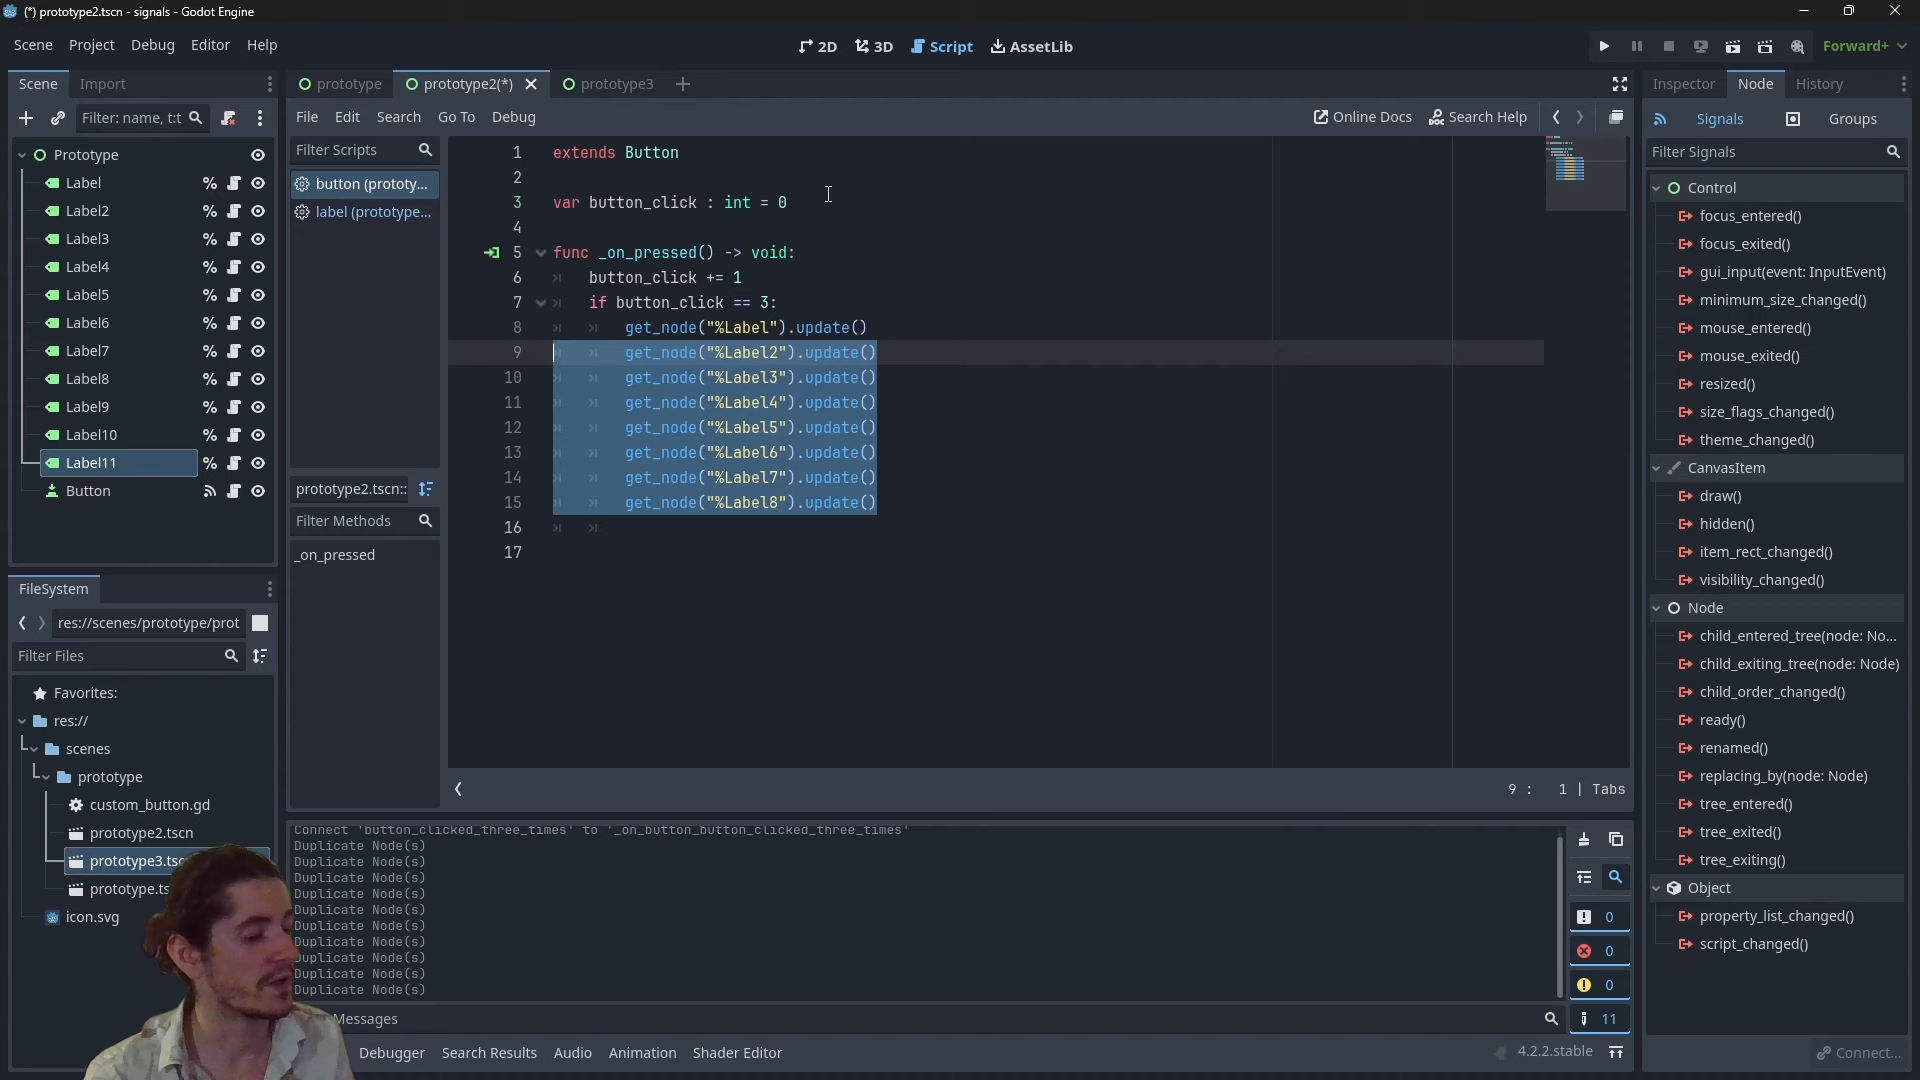 (*) prototype2.tscn - signals - Godot Engine
Scene Project Debug Editor Help
2D 3D Script AssetLib
Forward+
Scene Import
prototype prototype2(*) prototype3
Inspector Node History
Filter: name, t:t
File Edit Search Go To Debug
Online Docs Search Help
Signals Groups
Filter Scripts
Filter Signals
Prototype
Label
Label2
Label3
Label4
Label5
Label6
Label7
Label8
Label9
Label10
Label11
Button
button (prototy...
label (prototype...
prototype2.tscn::
Filter Methods
_on_pressed
1 extends Button
2
3 var button_click : int = 0
4
5 func _on_pressed() -> void:
6 button_click += 1
7 if button_click == 3:
8 get_node("%Label").update()
9 get_node("%Label2").update()
10 get_node("%Label3").update()
11 get_node("%Label4").update()
12 get_node("%Label5").update()
13 get_node("%Label6").update()
14 get_node("%Label7").update()
15 get_node("%Label8").update()
16
17
9 : 1 | Tabs
Control
focus_entered()
focus_exited()
gui_input(event: InputEvent)
minimum_size_changed()
mouse_entered()
mouse_exited()
resized()
size_flags_changed()
theme_changed()
CanvasItem
draw()
hidden()
item_rect_changed()
visibility_changed()
Node
child_entered_tree(node: No...
child_exiting_tree(node: Node)
child_order_changed()
ready()
renamed()
replacing_by(node: Node)
tree_entered()
tree_exited()
tree_exiting()
Object
property_list_changed()
script_changed()
Connect...
FileSystem
res://scenes/prototype/prot
Filter Files
Favorites:
res://
scenes
prototype
custom_button.gd
prototype2.tscn
prototype3.tsc
prototype.ts
icon.svg
Connect 'button_clicked_three_times' to '_on_button_button_clicked_three_times'
Duplicate Node(s)
Duplicate Node(s)
Duplicate Node(s)
Duplicate Node(s)
Duplicate Node(s)
Duplicate Node(s)
Duplicate Node(s)
Duplicate Node(s)
Duplicate Node(s)
Duplicate Node(s)
0
0
0
11
Messages
Debugger Search Results Audio Animation Shader Editor
4.2.2.stable